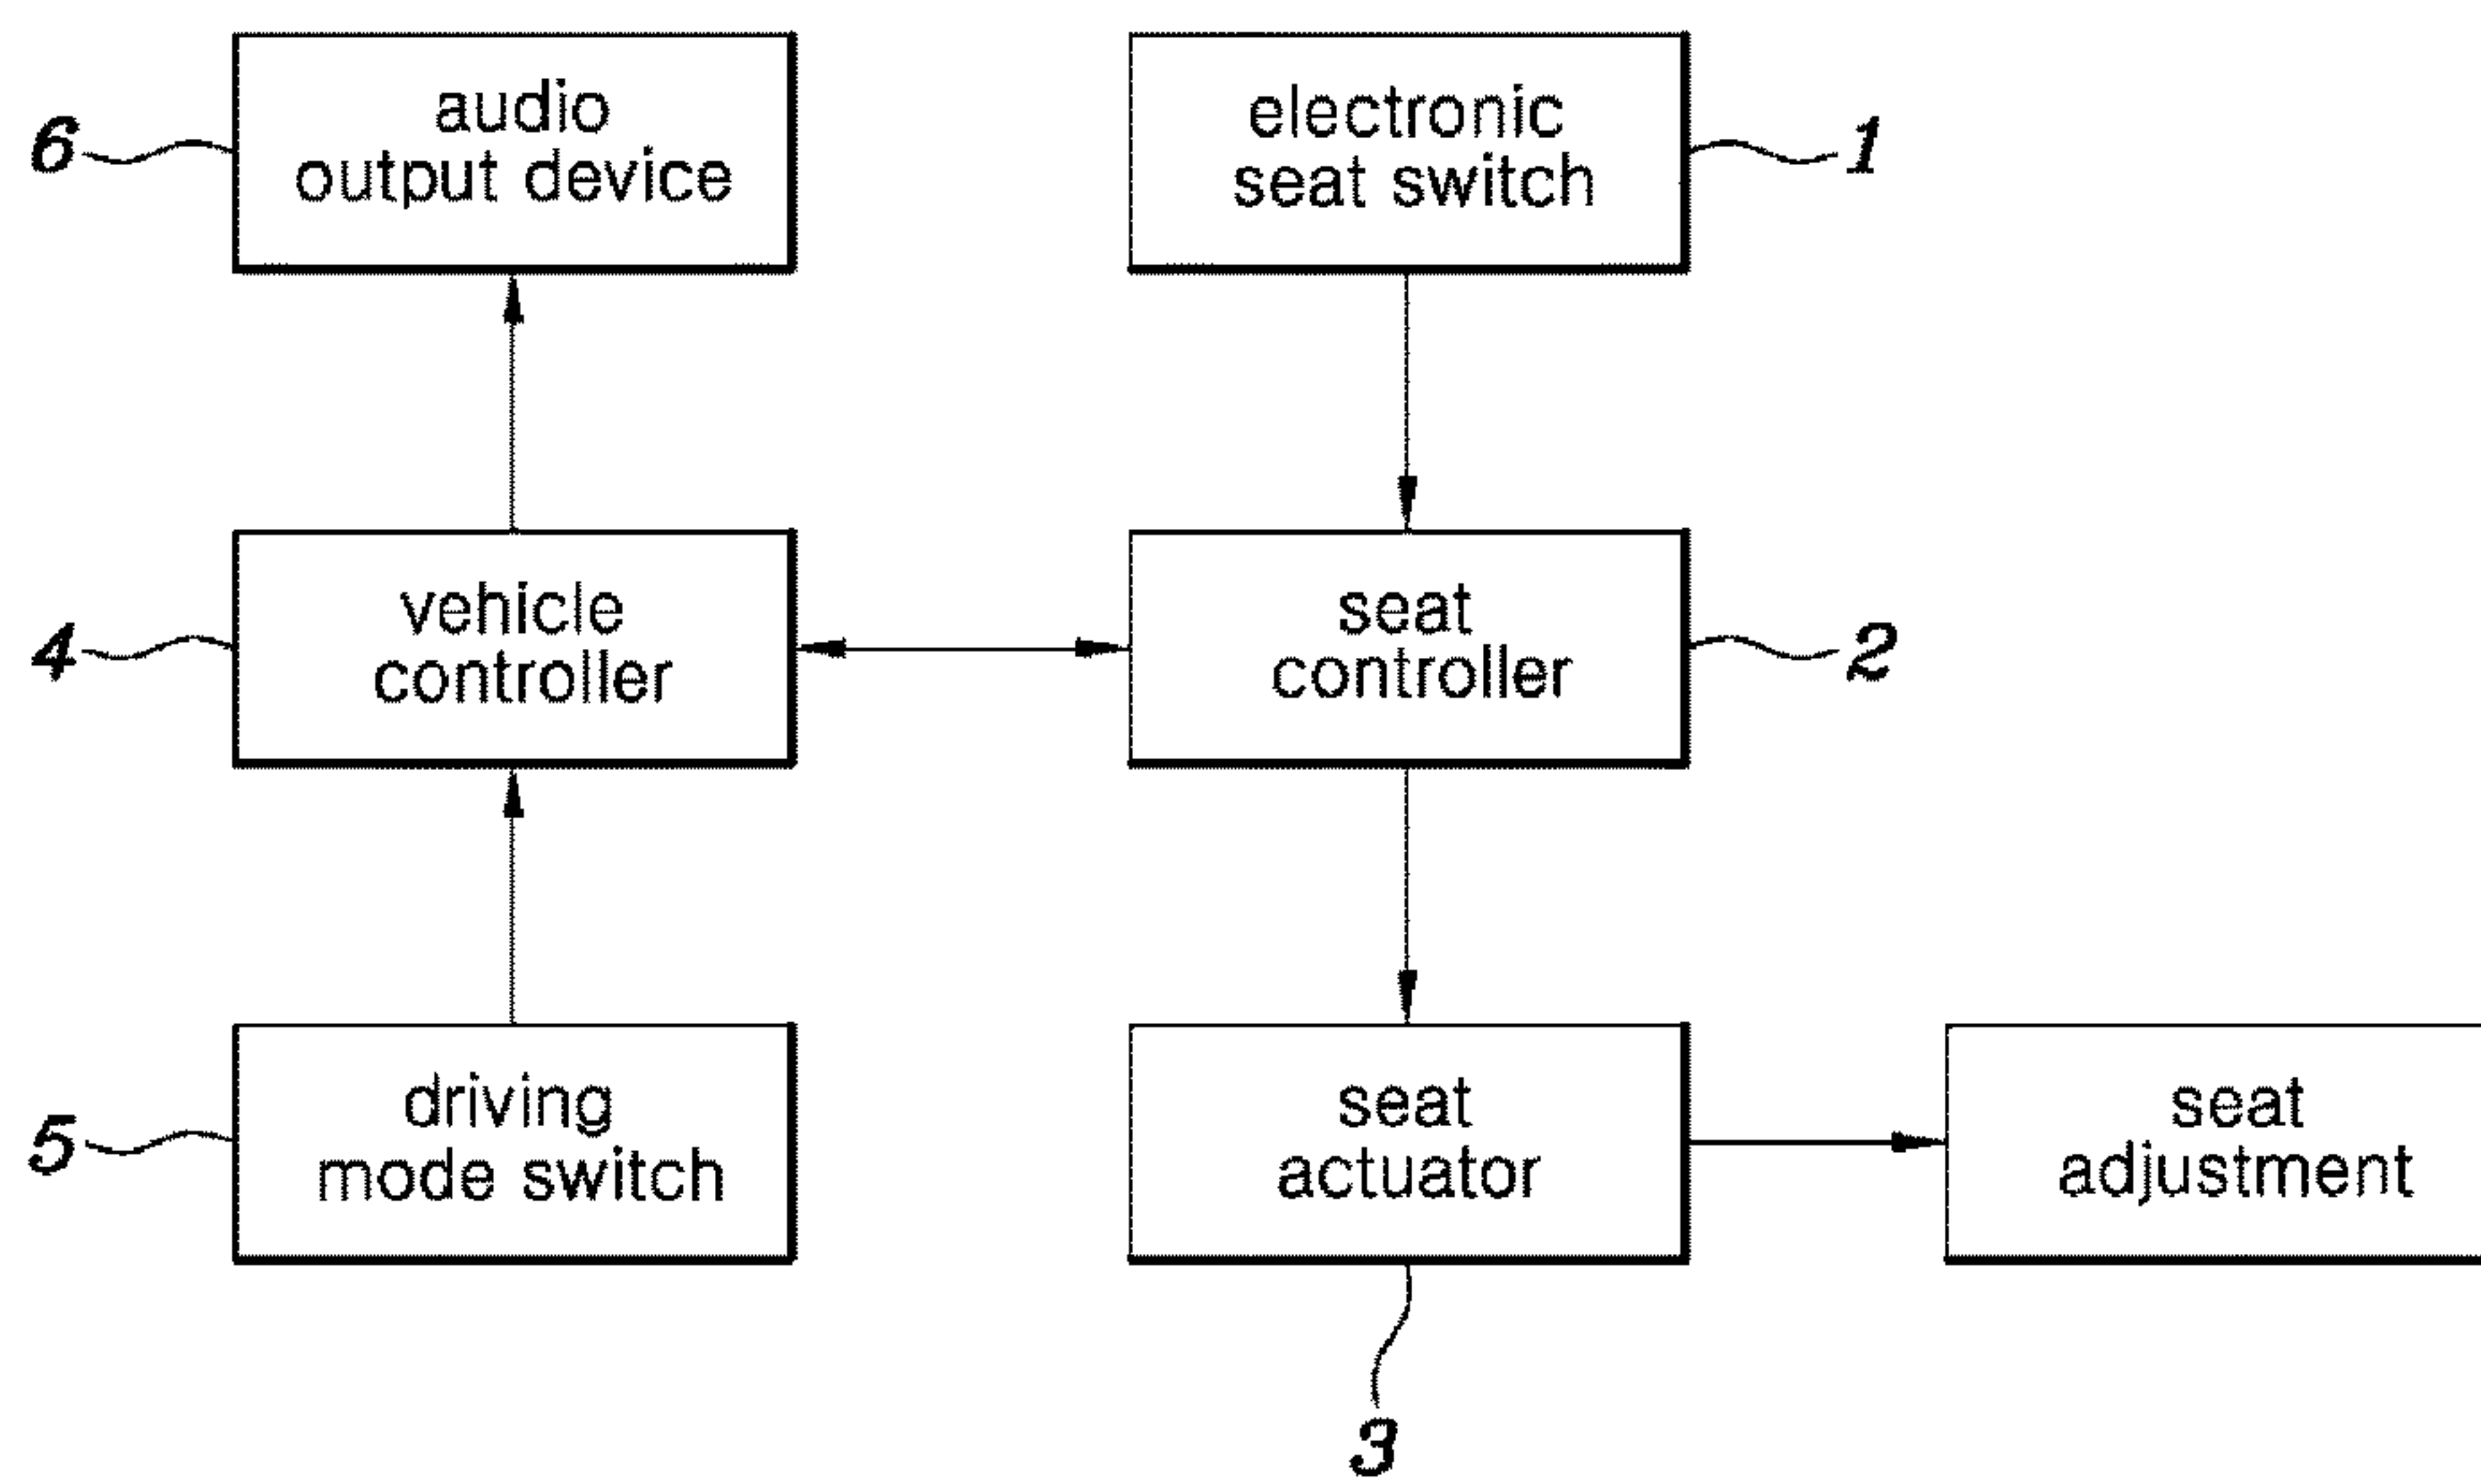 audio
output device
6
electronic
seat switch
1
vehicle
controller
4
seat
controller
2
driving
mode switch
5
seat
actuator
3
seat
adjustment